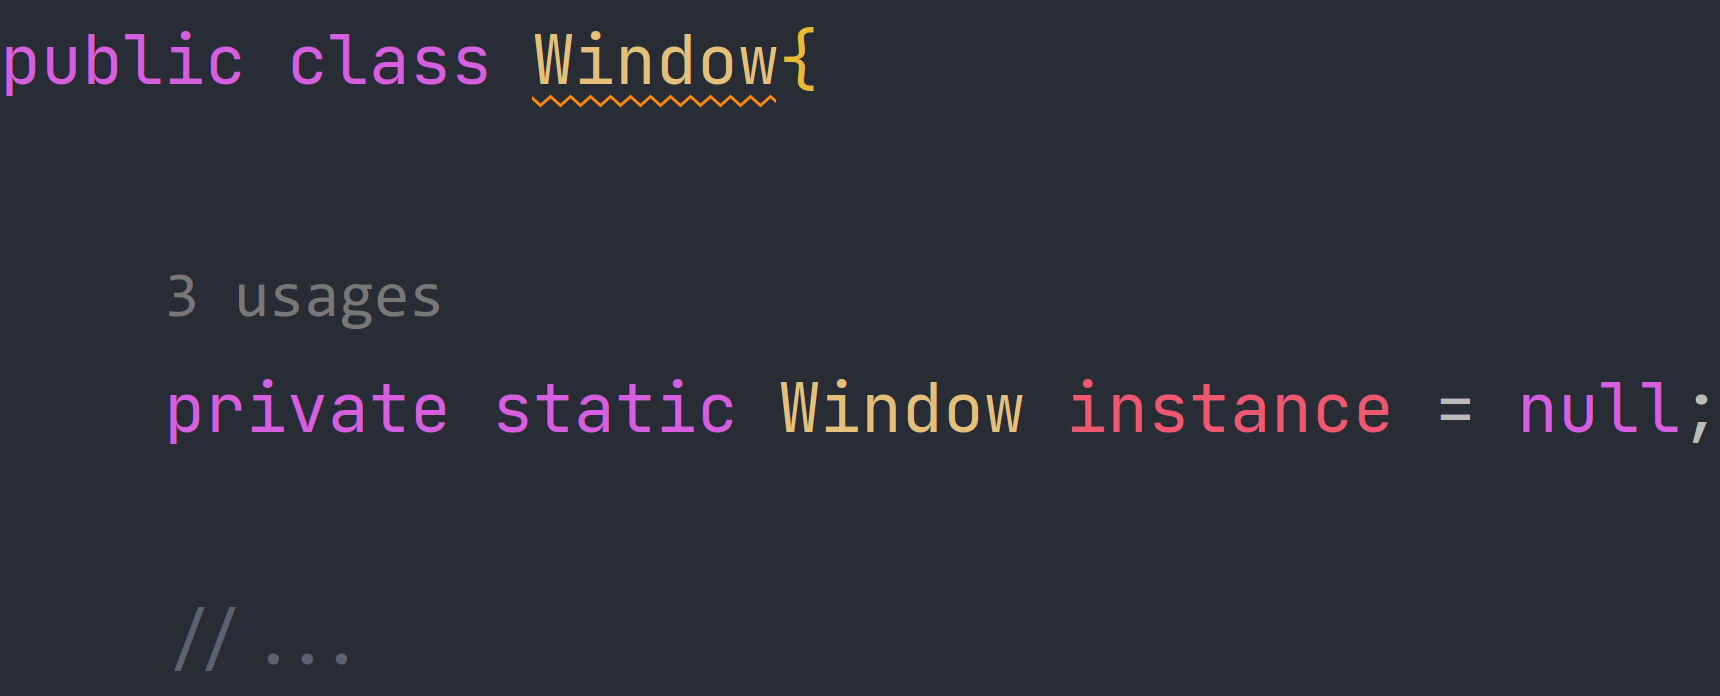 public class Window{
3 usages
private static Window instance = null;
//...